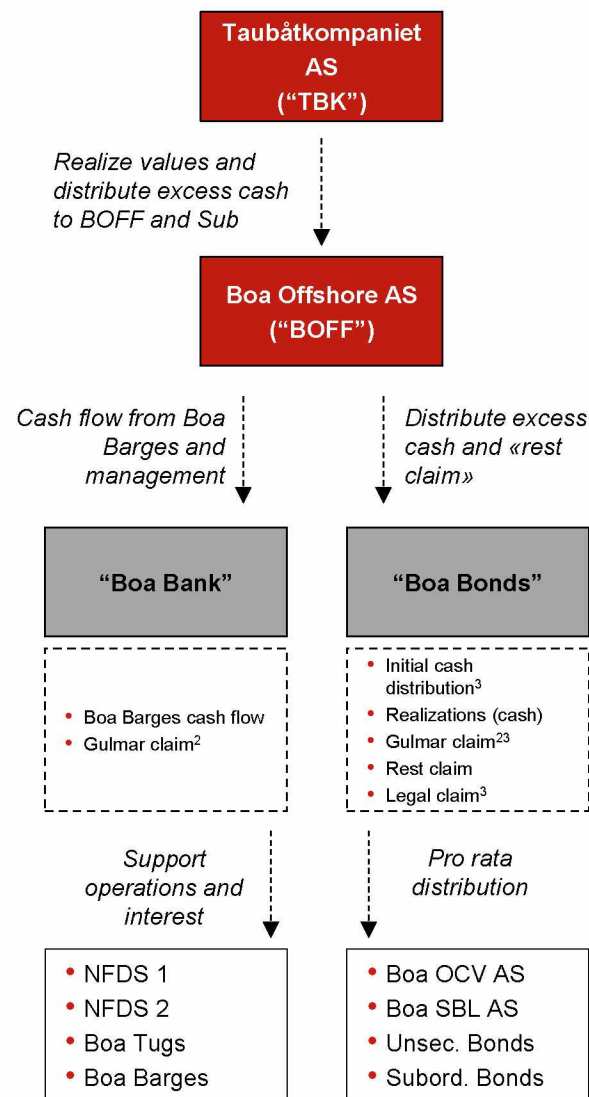 Taubåtkompaniet
AS
(“TBK”)
Realize values and
distribute excess cash
to BOFF and Sub
Boa Offshore AS
(“BOFF”)
Cash flow from Boa
Barges and
management
Distribute excess
cash and «rest
claim»
“Boa Bank”
“Boa Bonds”
• Boa Barges cash flow
• Gulmar claim²
• Initial cash
distribution³
• Realizations (cash)
• Gulmar claim²³
• Rest claim
• Legal claim³
Support
operations and
interest
Pro rata
distribution
• NFDS 1
• NFDS 2
• Boa Tugs
• Boa Barges
• Boa OCV AS
• Boa SBL AS
• Unsec. Bonds
• Subord. Bonds